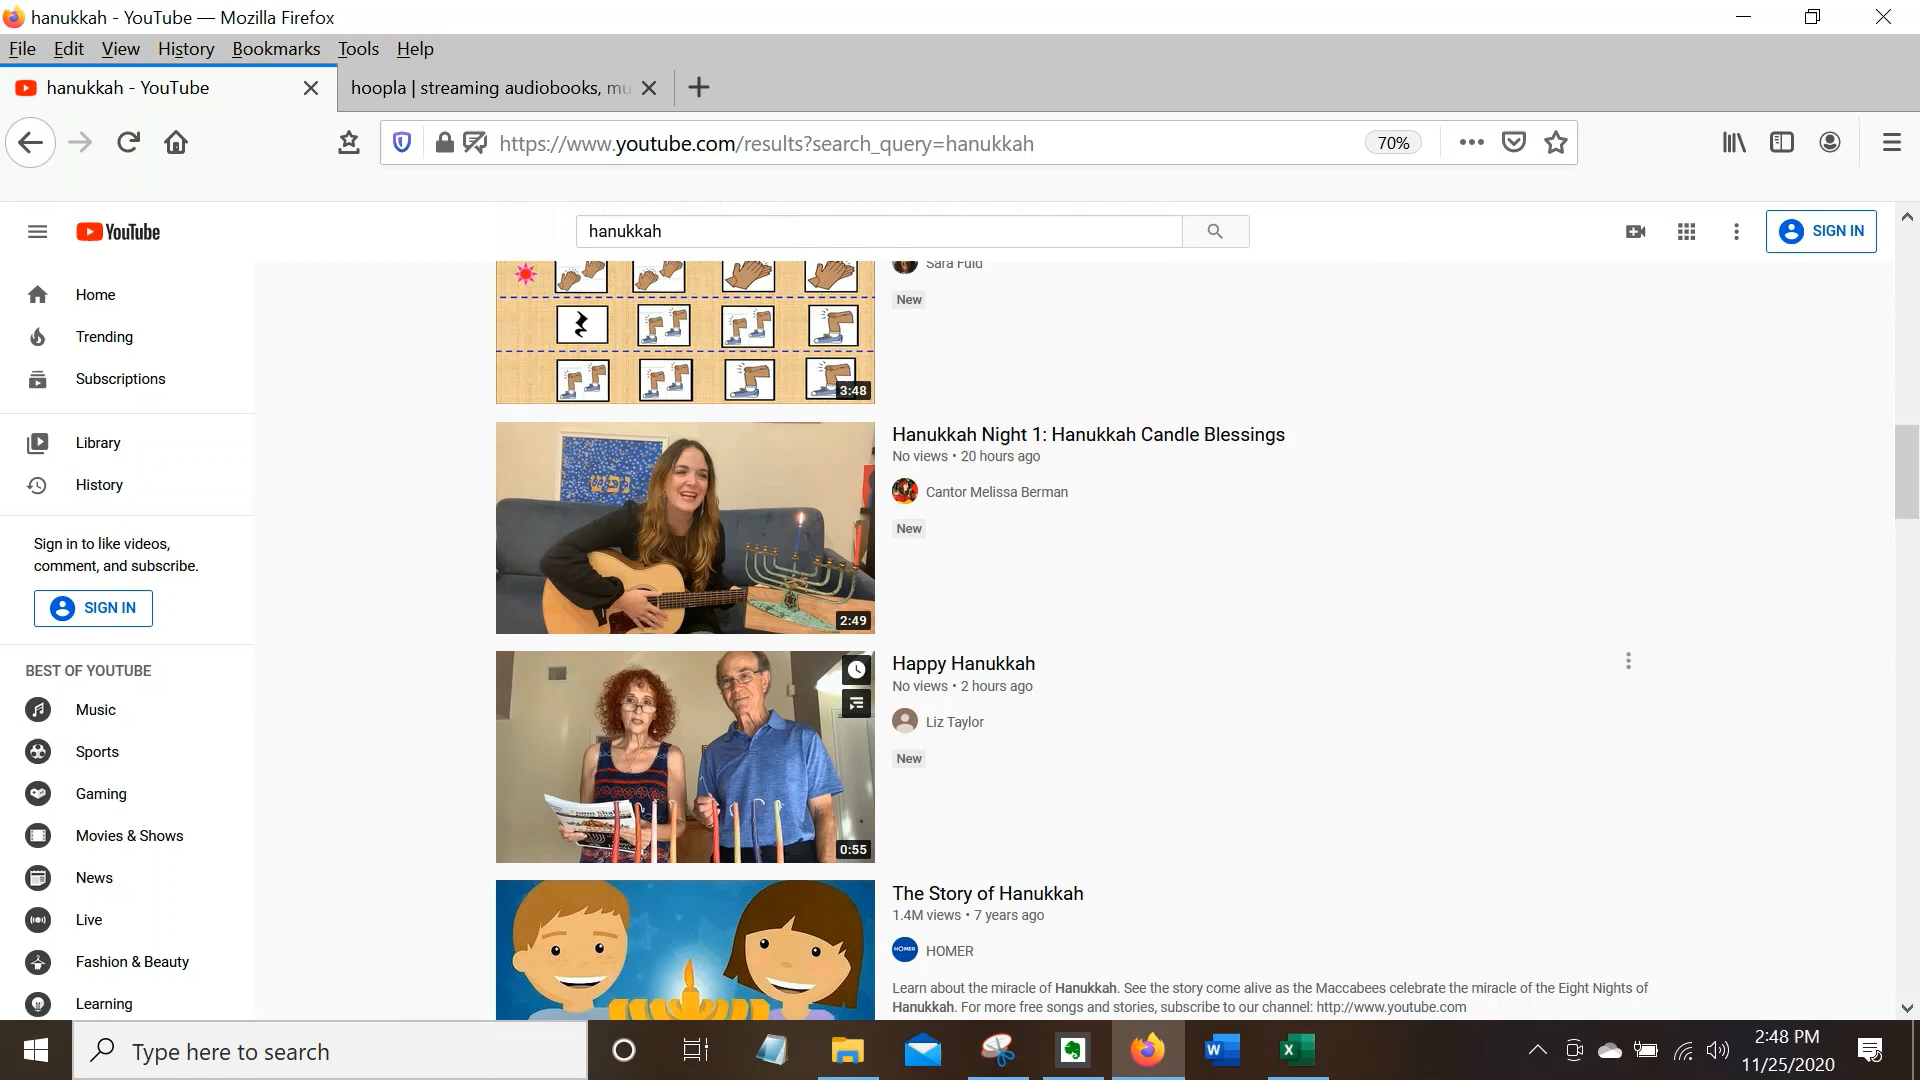 hanukkah - YouTube — Mozilla Firefox
File Edit View History Bookmarks Tools Help
hanukkah - YouTube
hoopla | streaming audiobooks, mu
https://www.youtube.com/results?search_query=hanukkah
70%
YouTube
hanukkah
SIGN IN
Home
Trending
Subscriptions
Library
History
Sign in to like videos,
comment, and subscribe.
SIGN IN
BEST OF YOUTUBE
Music
Sports
Gaming
Movies & Shows
News
Live
Fashion & Beauty
Learning
3:48
Sara Fuld
New
נפש
2:49
Hanukkah Night 1: Hanukkah Candle Blessings
No views • 20 hours ago
Cantor Melissa Berman
New
0:55
Happy Hanukkah
No views • 2 hours ago
Liz Taylor
New
The Story of Hanukkah
1.4M views • 7 years ago
HOMER
HOMER
Learn about the miracle of Hanukkah. See the story come alive as the Maccabees celebrate the miracle of the Eight Nights of
Hanukkah. For more free songs and stories, subscribe to our channel: http://www.youtube.com
Type here to search
W
X
2:48 PM
11/25/2020